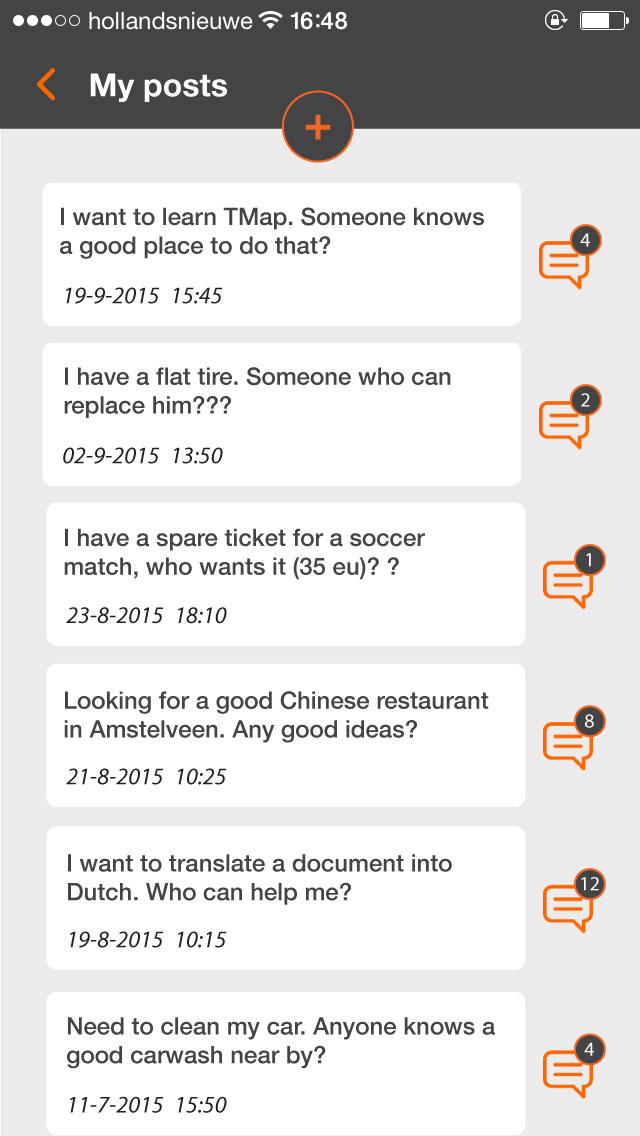 hollandsnieuwe 16:48
My posts
+
I want to learn TMap. Someone knows
a good place to do that?
19-9-2015 15:45
4
I have a flat tire. Someone who can
replace him???
02-9-2015 13:50
2
I have a spare ticket for a soccer
match, who wants it (35 eu)? ?
23-8-2015 18:10
1
Looking for a good Chinese restaurant
in Amstelveen. Any good ideas?
21-8-2015 10:25
8
I want to translate a document into
Dutch. Who can help me?
19-8-2015 10:15
12
Need to clean my car. Anyone knows a
good carwash near by?
11-7-2015 15:50
4